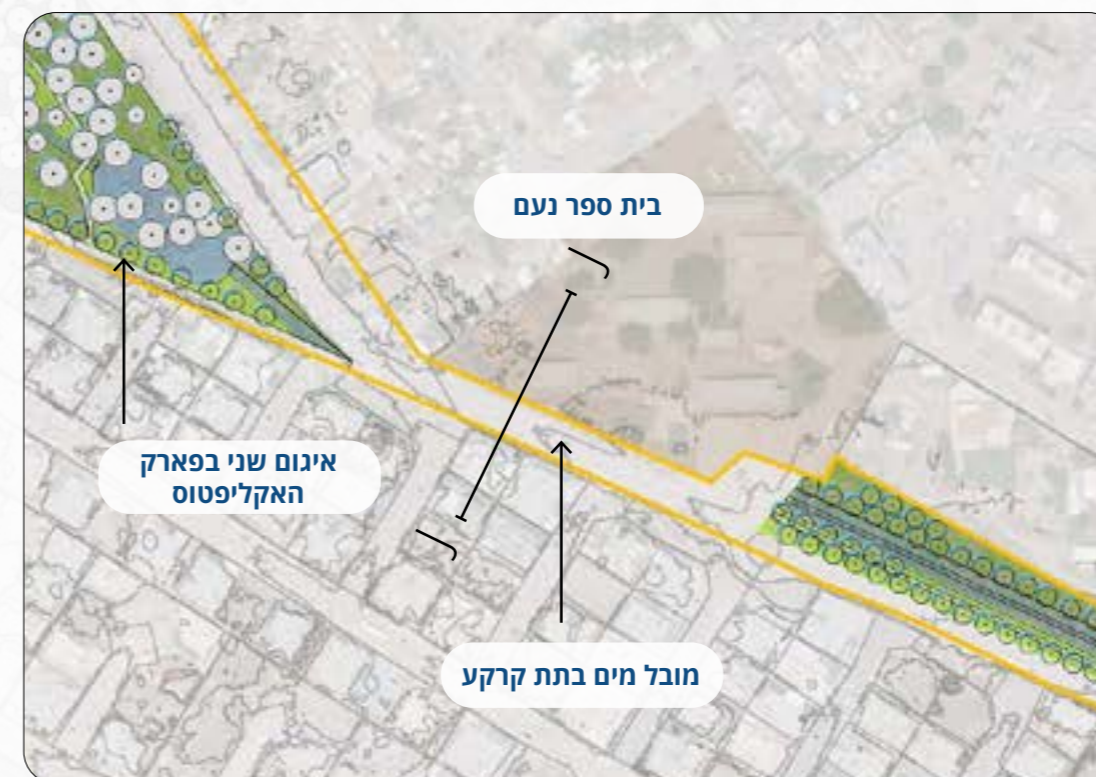 בית ספר נעם
איגום שני בפארק
האקליפטוס
מובל מים בתת קרקע